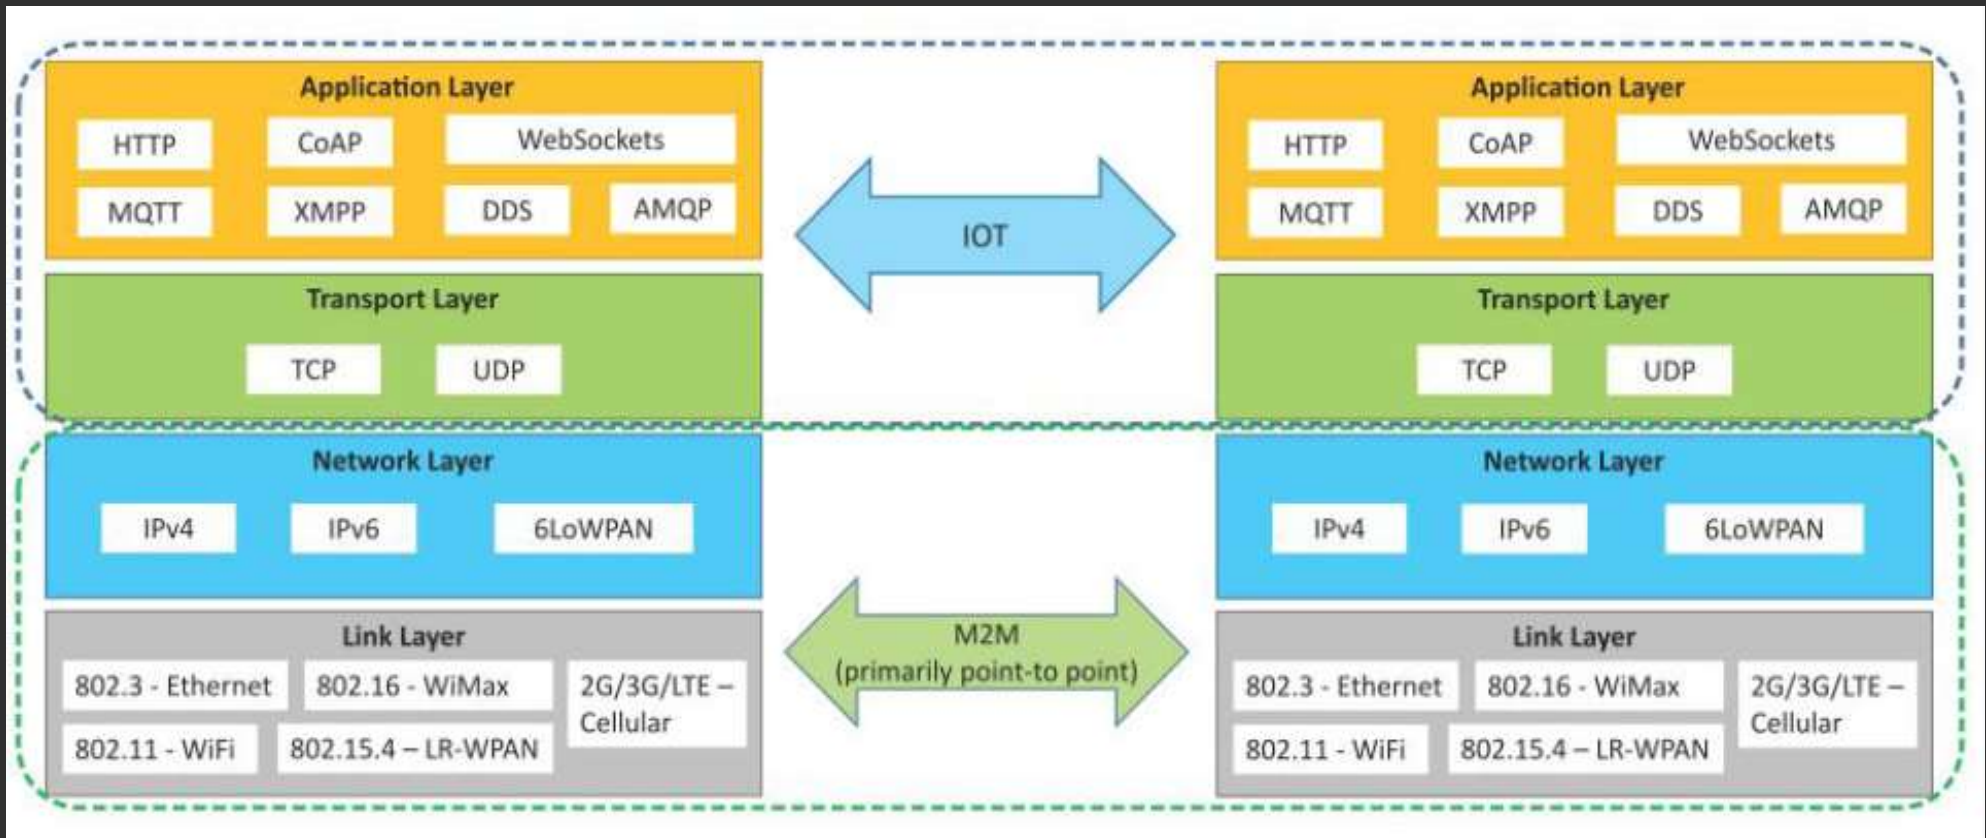 Application Layer
HTTP
CoAP
WebSockets
MQTT
XMPP
DDS
AMQP
Transport Layer
TCP
UDP
Network Layer
IPv4
IPv6
6LoWPAN
Link Layer
802.3 - Ethernet
802.16 - WiMax
2G/3G/LTE –
Cellular
802.11 - WiFi
802.15.4 – LR-WPAN
IOT
M2M
(primarily point-to point)
Application Layer
HTTP
CoAP
WebSockets
MQTT
XMPP
DDS
AMQP
Transport Layer
TCP
UDP
Network Layer
IPv4
IPv6
6LoWPAN
Link Layer
802.3 - Ethernet
802.16 - WiMax
2G/3G/LTE –
Cellular
802.11 - WiFi
802.15.4 – LR-WPAN